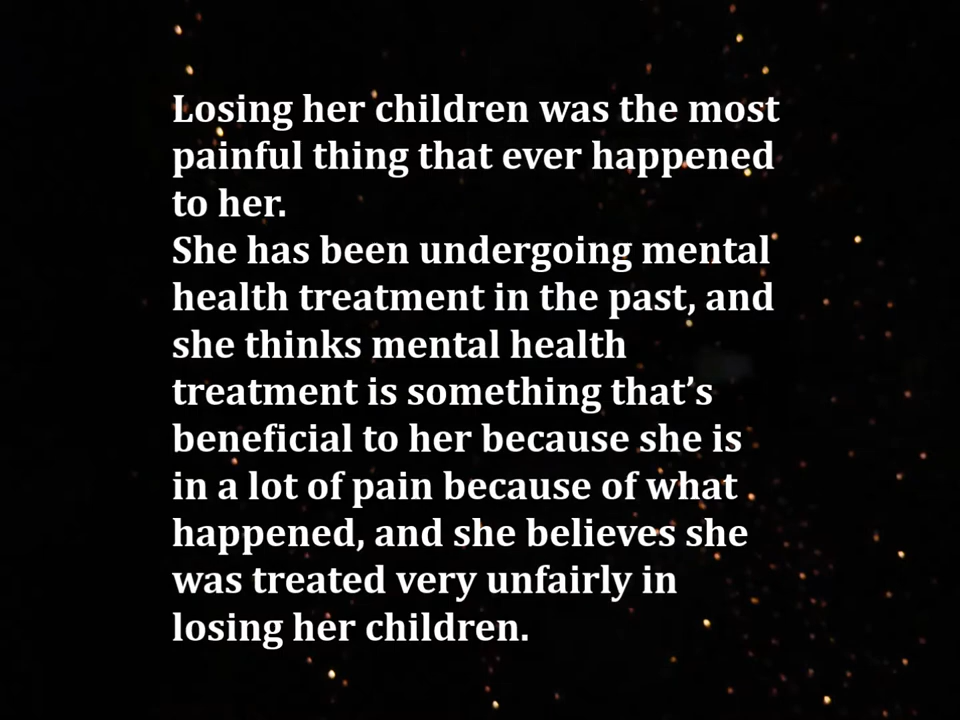 Losing her children was the most
painful thing that ever happened
to her.
She has been undergoing mental
health treatment in the past, and
she thinks mental health
treatment is something that’s
beneficial to her because she is
in a lot of pain because of what
happened, and she believes she
was treated very unfairly in
losing her children.